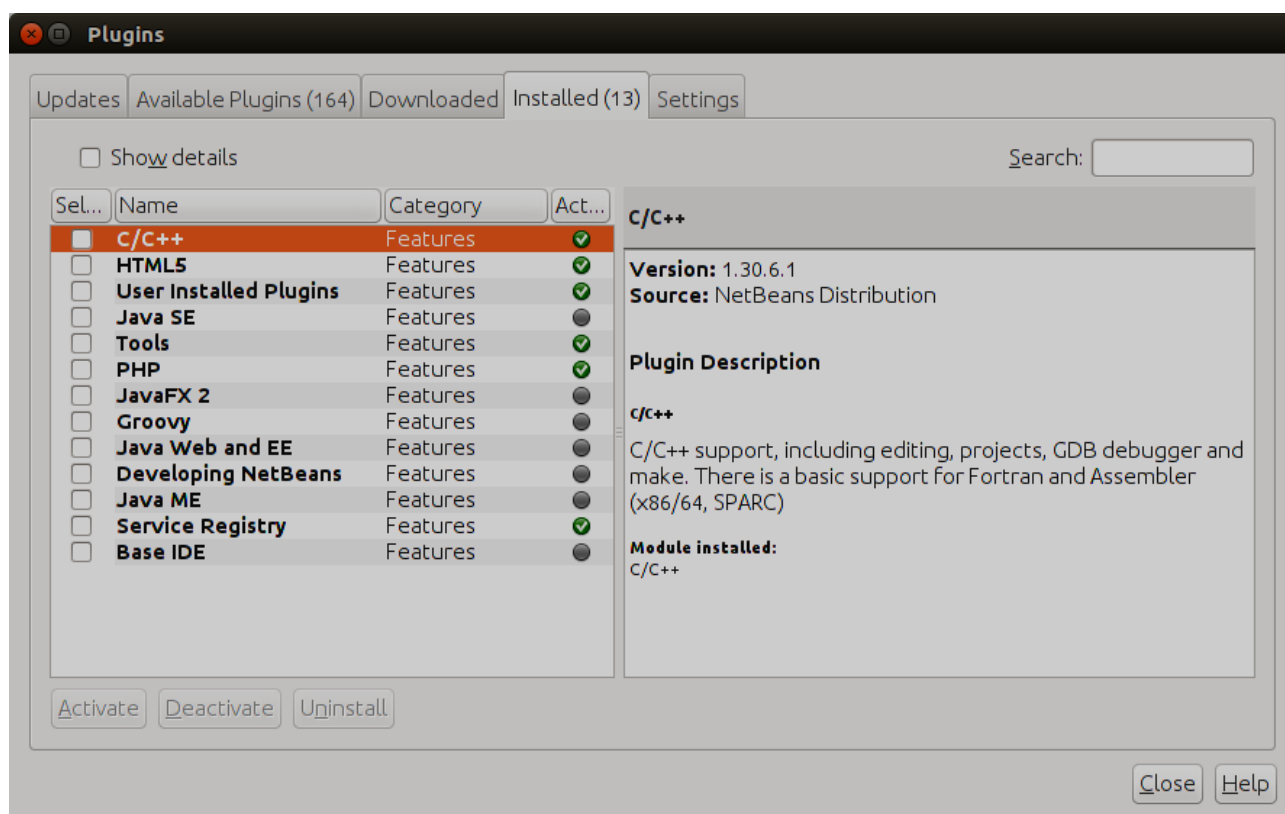 Plugins
Updates Available Plugins (164) Downloaded Installed (13) Settings
Show details Search:
Sel... Name Category Act...
C/C++ Features
HTML5 Features
User Installed Plugins Features
Java SE Features
Tools Features
PHP Features
JavaFX 2 Features
Groovy Features
Java Web and EE Features
Developing NetBeans Features
Java ME Features
Service Registry Features
Base IDE Features
C/C++
Version: 1.30.6.1
Source: NetBeans Distribution
Plugin Description
C/C++
C/C++ support, including editing, projects, GDB debugger and
make. There is a basic support for Fortran and Assembler
(x86/64, SPARC)
Module installed:
C/C++
Activate Deactivate Uninstall
Close Help